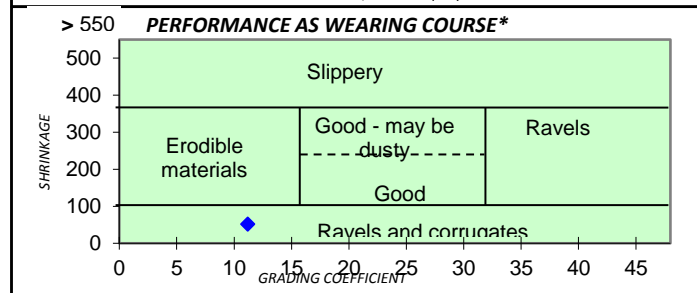 > 550 PERFORMANCE AS WEARING COURSE*
500
400
300
200
100
0
SHRINKAGE
Slippery
Erodible
materials
Good - may be
dusty
Good
Ravels
Ravels and corrugates
0 5 10 15 20 25 30 35 40 45
GRADING COEFFICIENT